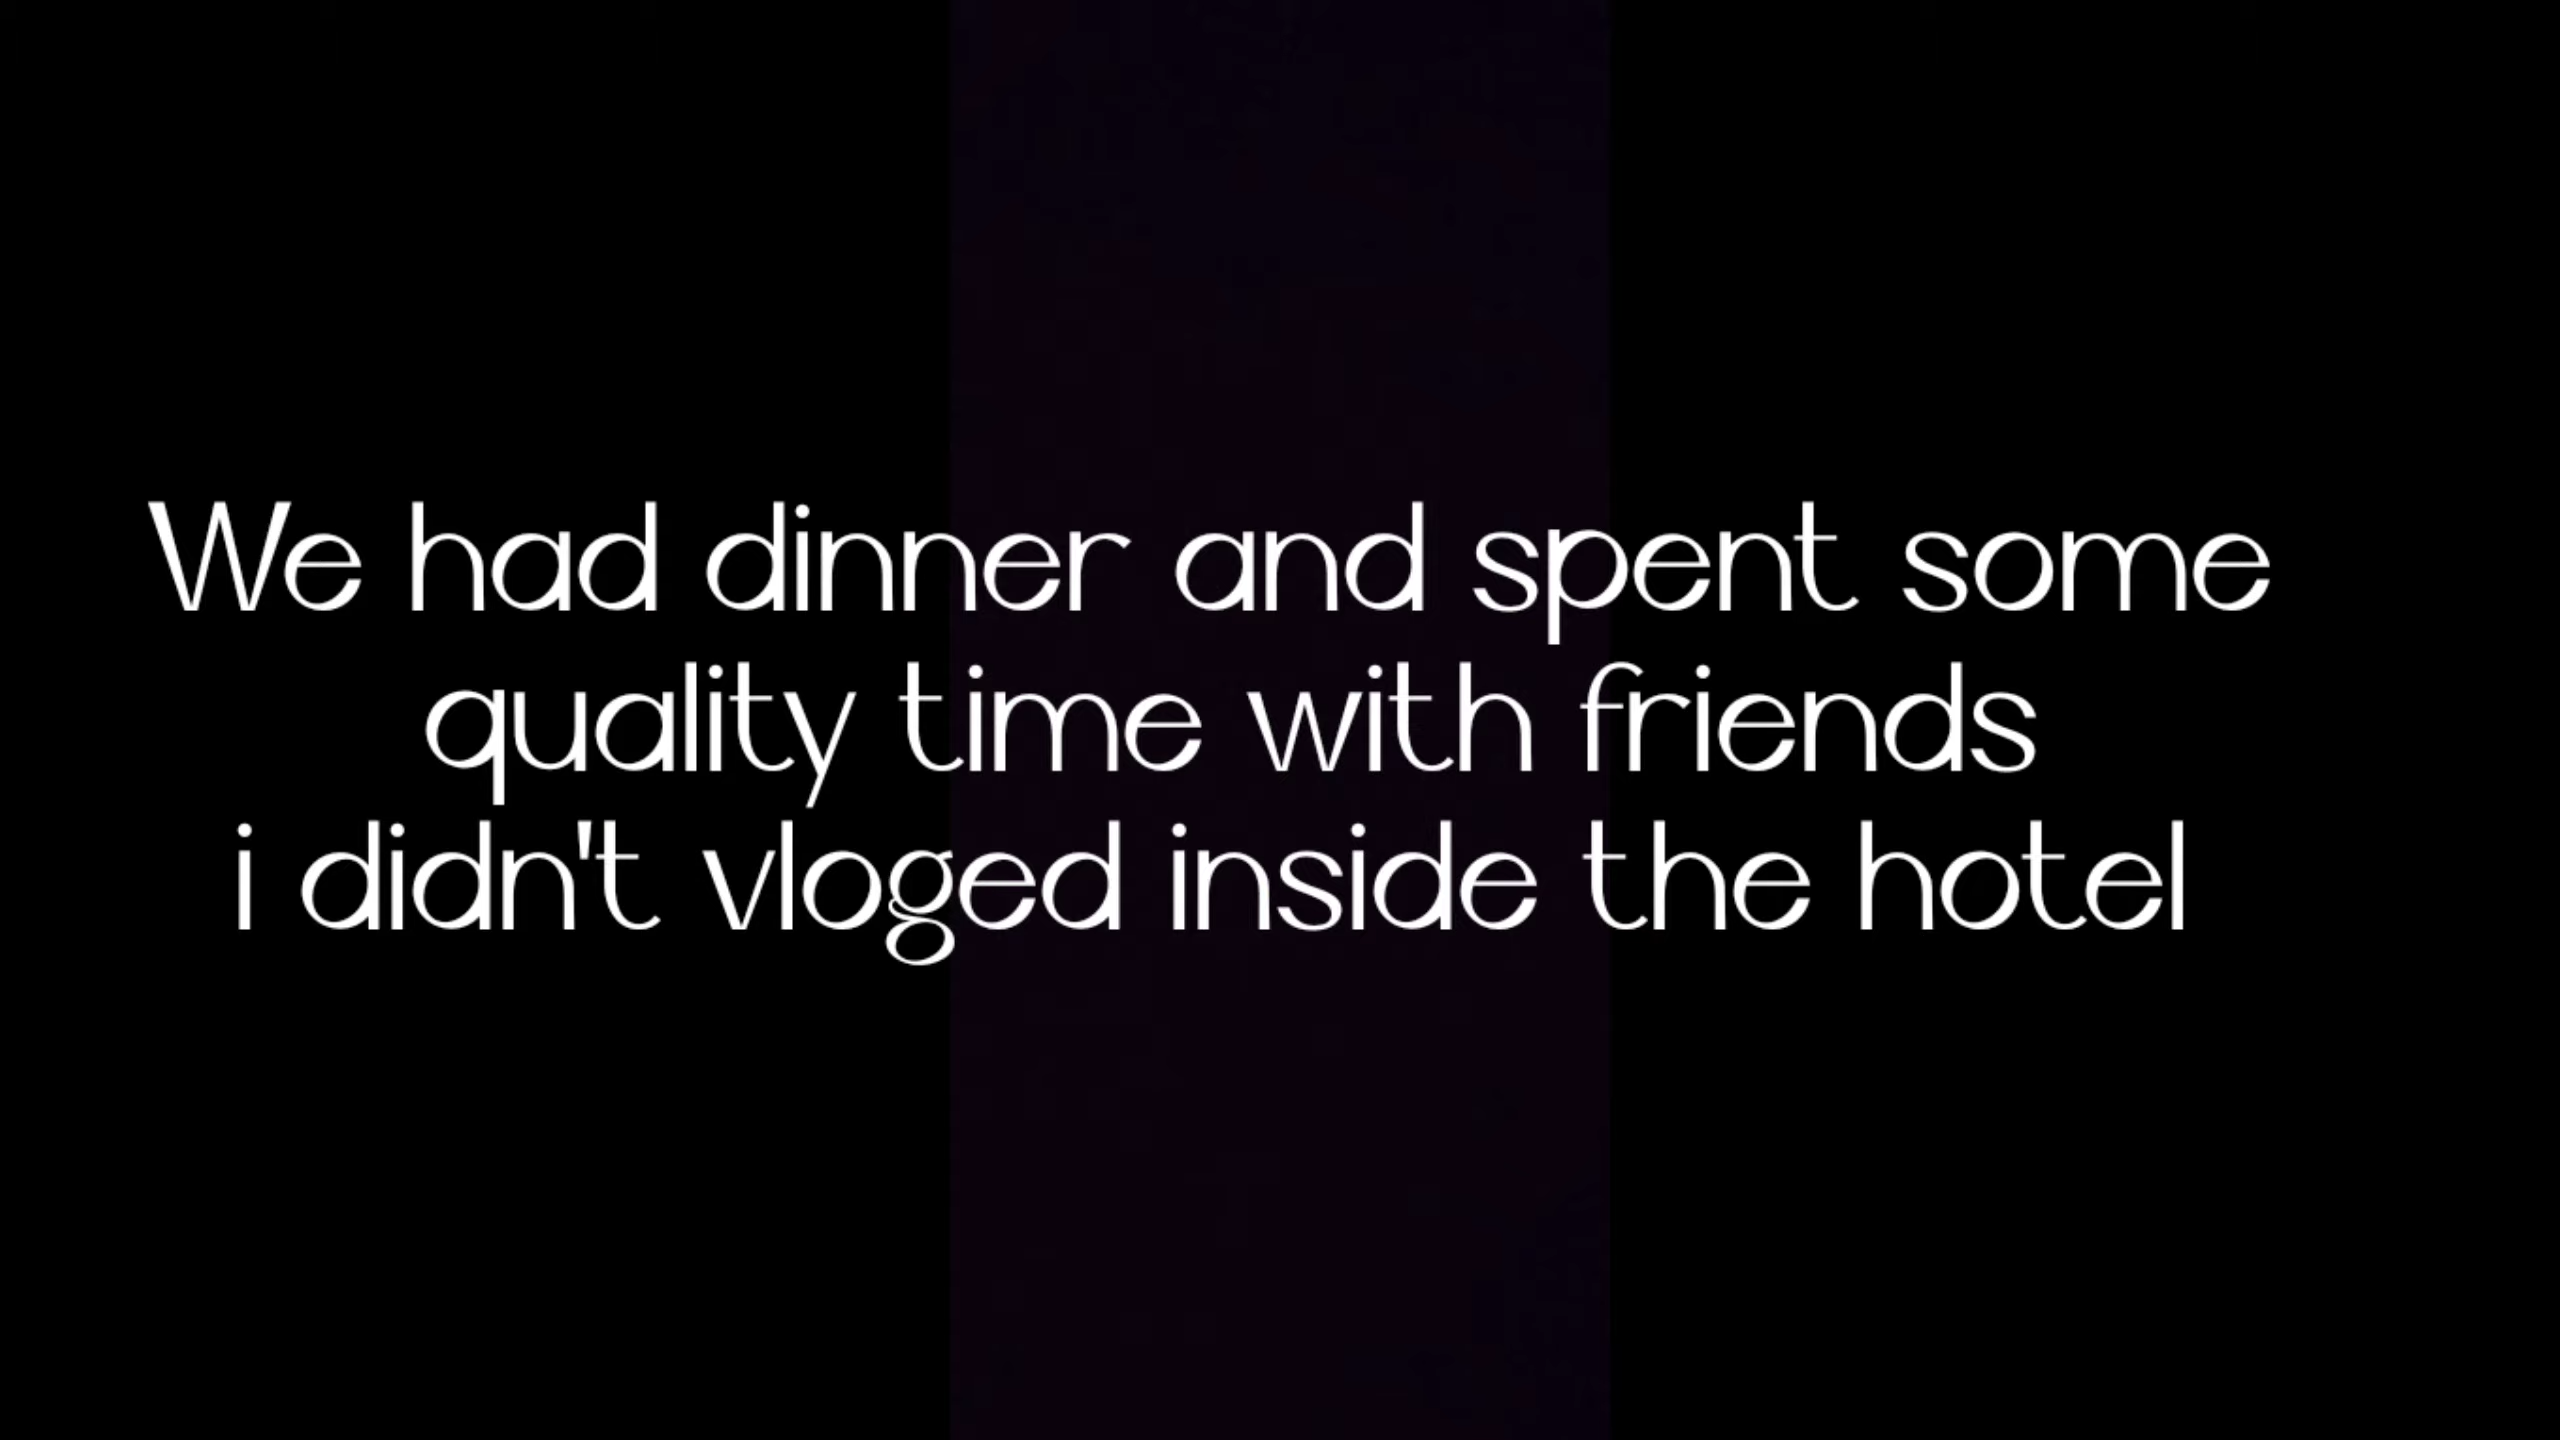 We had dinner and spent some
quality time with friends
i didn't vloged inside the hotel